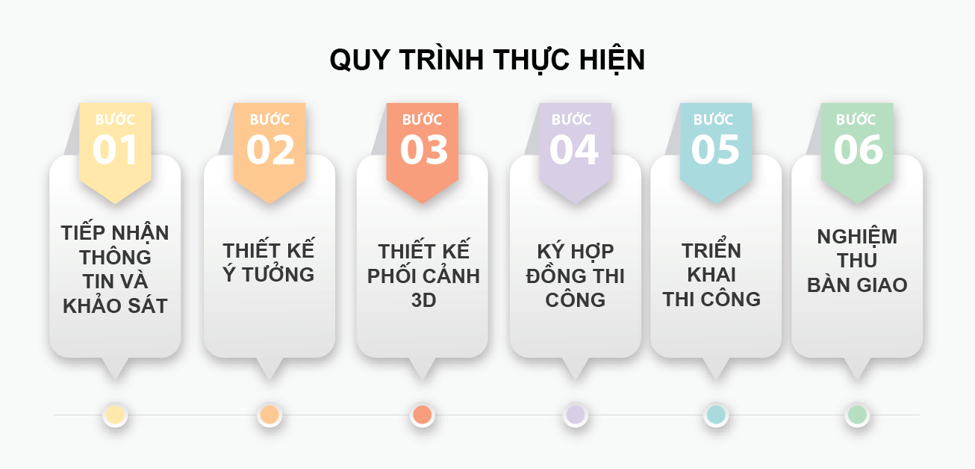 QUY TRÌNH THỰC HIỆN
BƯỚC
01
TIẾP NHẬN
THÔNG
TIN VÀ
KHẢO SÁT
BƯỚC
02
THIẾT KẾ
Ý TƯỞNG
BƯỚC
03
THIẾT KẾ
PHỐI CẢNH
3D
BƯỚC
04
KÝ HỢP
ĐỒNG THI
CÔNG
BƯỚC
05
TRIỂN
KHAI
THI CÔNG
BƯỚC
06
NGHIỆM
THU
BÀN GIAO